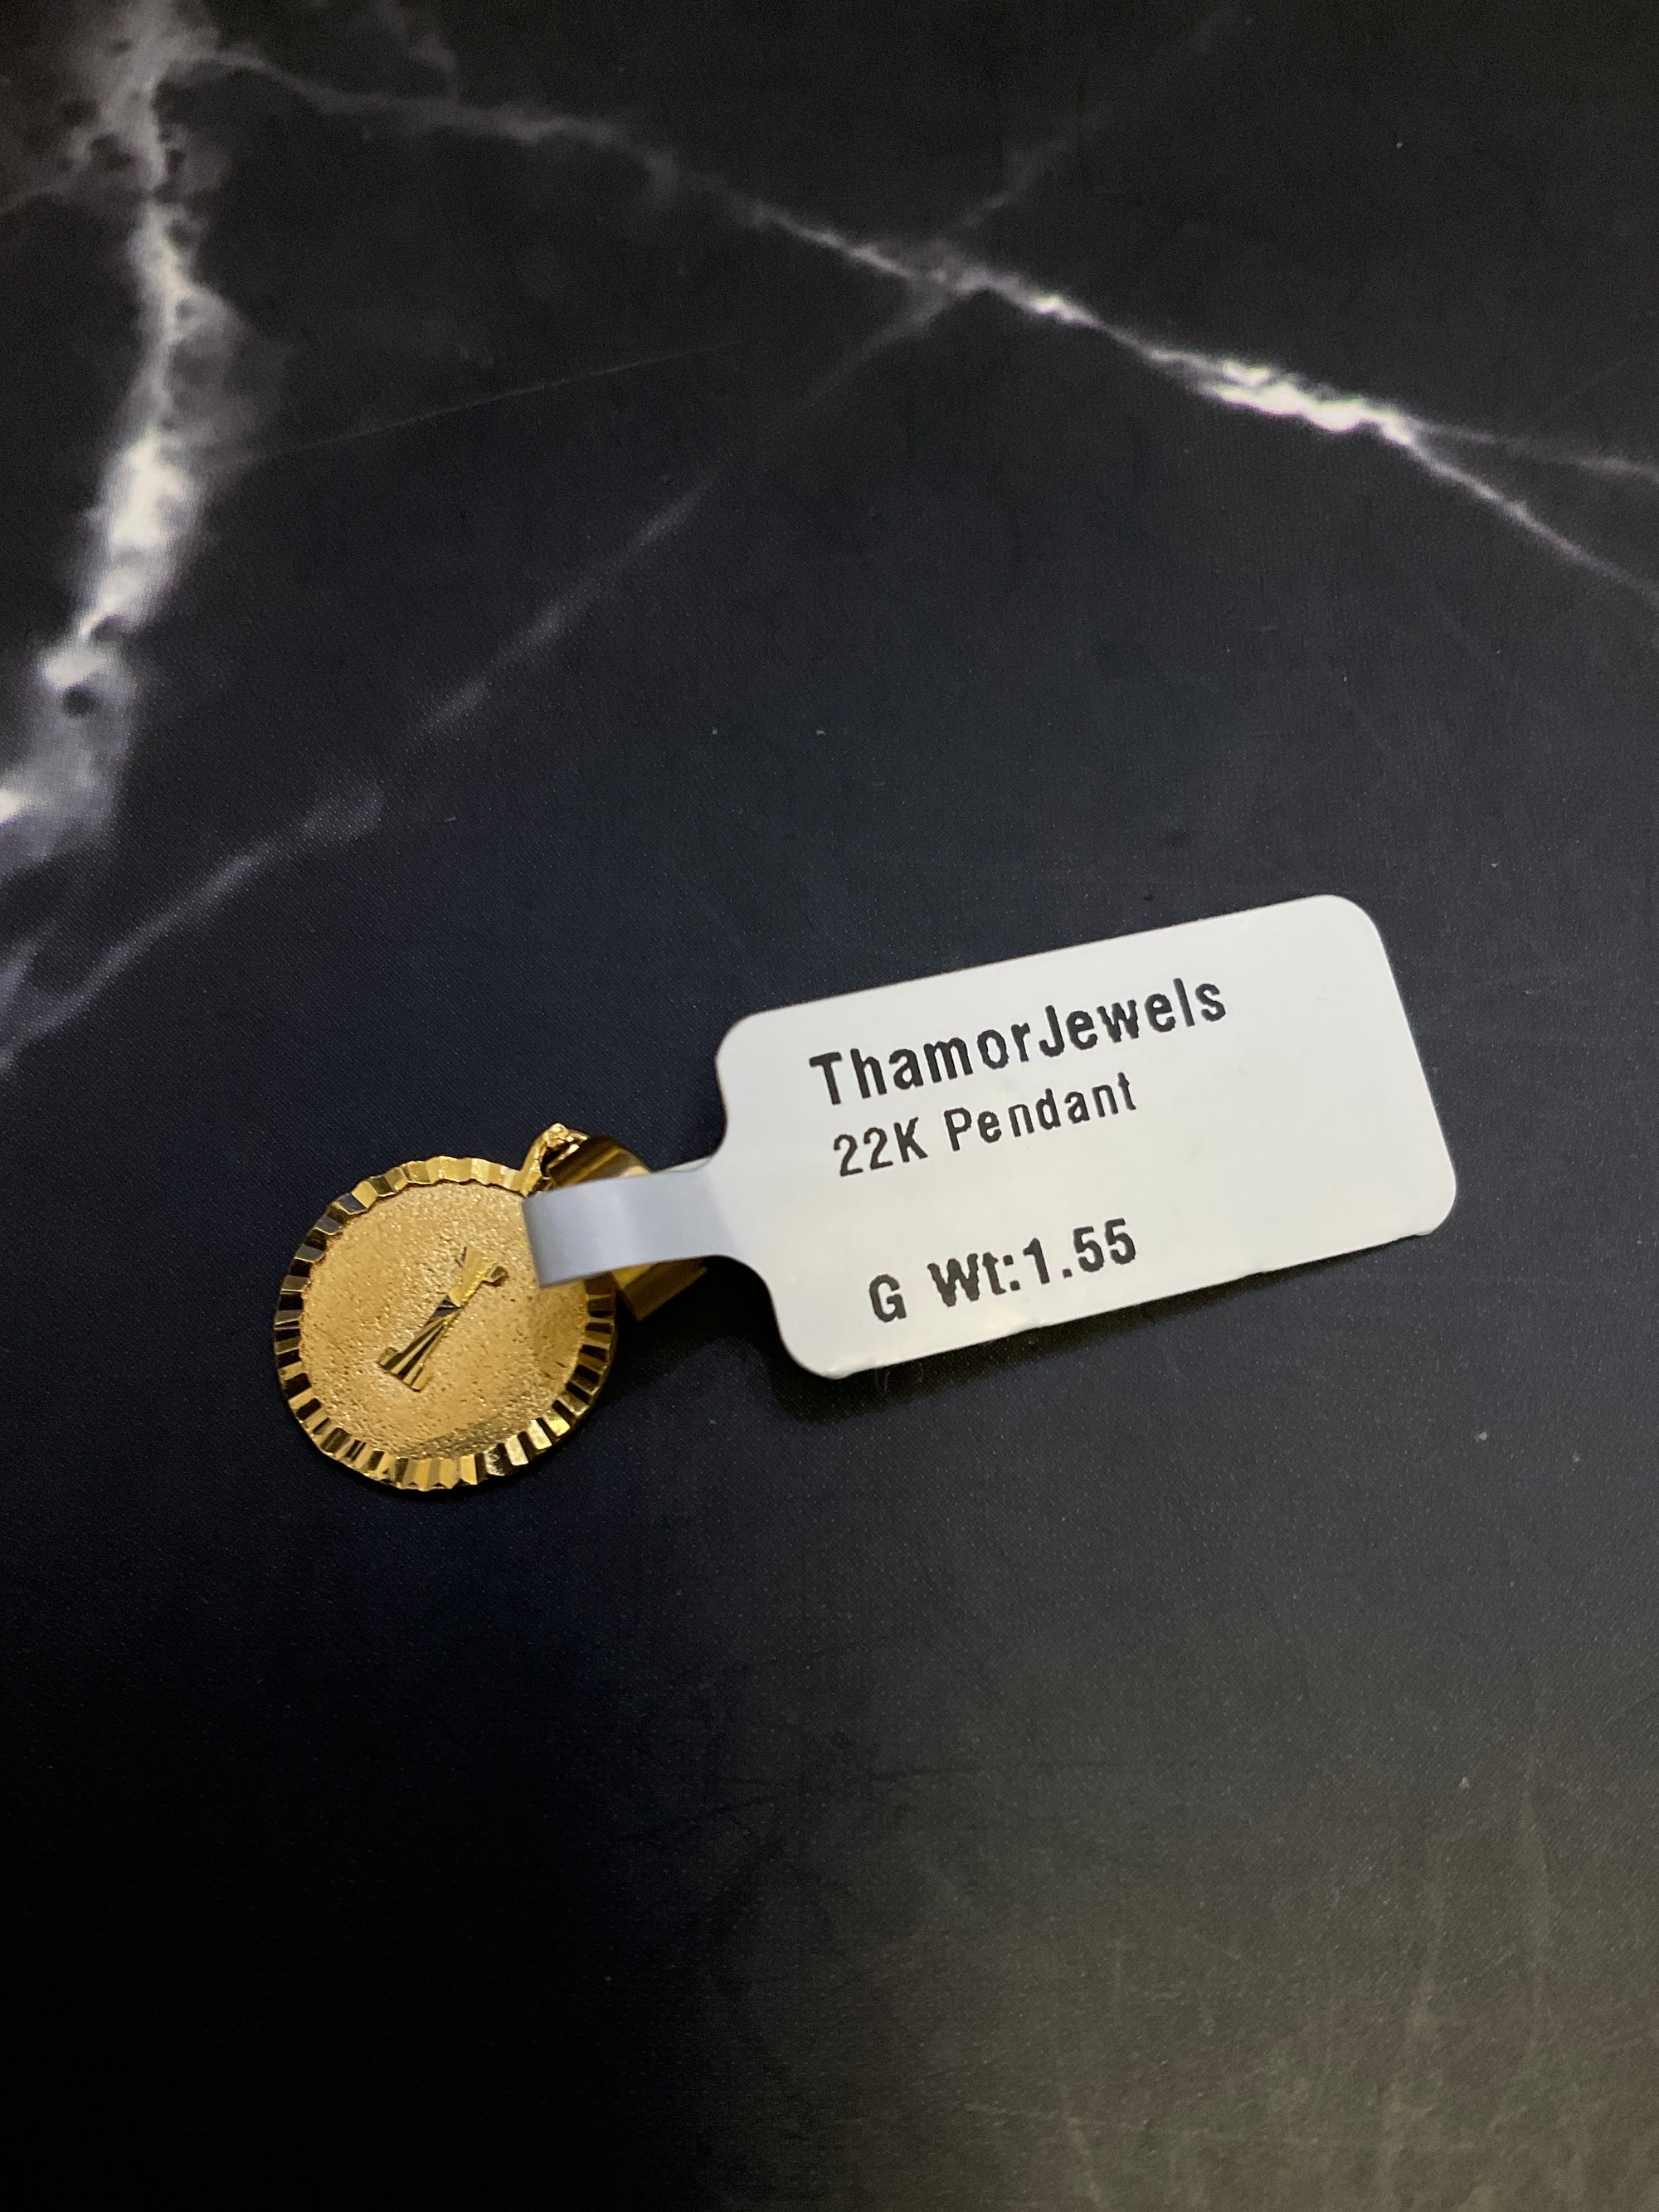 ThamorJewels
22K Pendant
G Wt:1.55